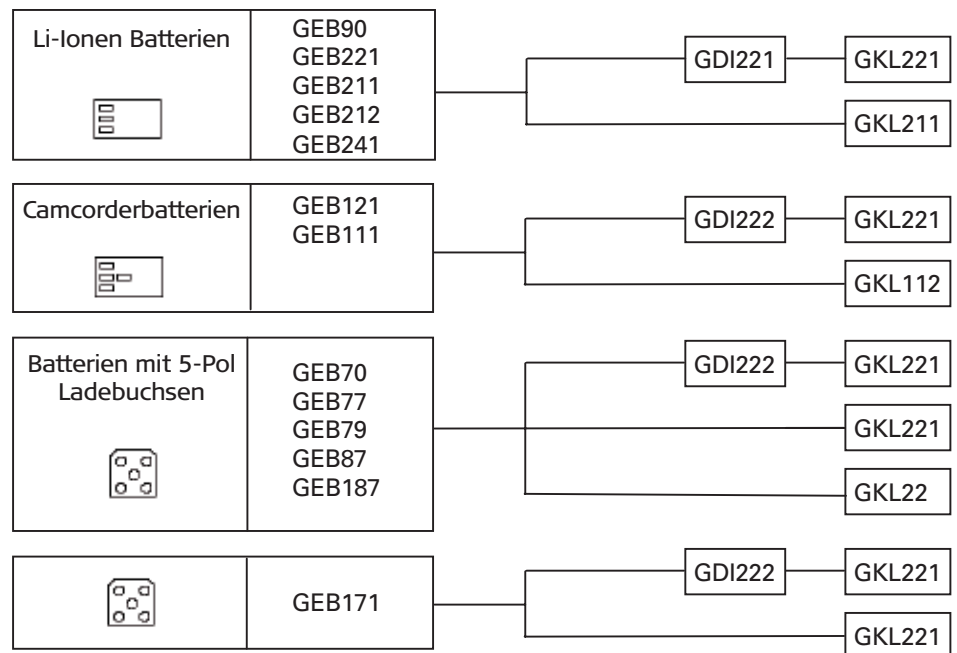 Li-Ionen Batterien
GEB90
GEB221
GEB211
GEB212
GEB241
GDI221
GKL221
GKL211
Camcorderbatterien
GEB121
GEB111
GDI222
GKL221
GKL112
Batterien mit 5-Pol
Ladebuchsen
GEB70
GEB77
GEB79
GEB87
GEB187
GDI222
GKL221
GKL221
GKL22
GEB171
GDI222
GKL221
GKL221